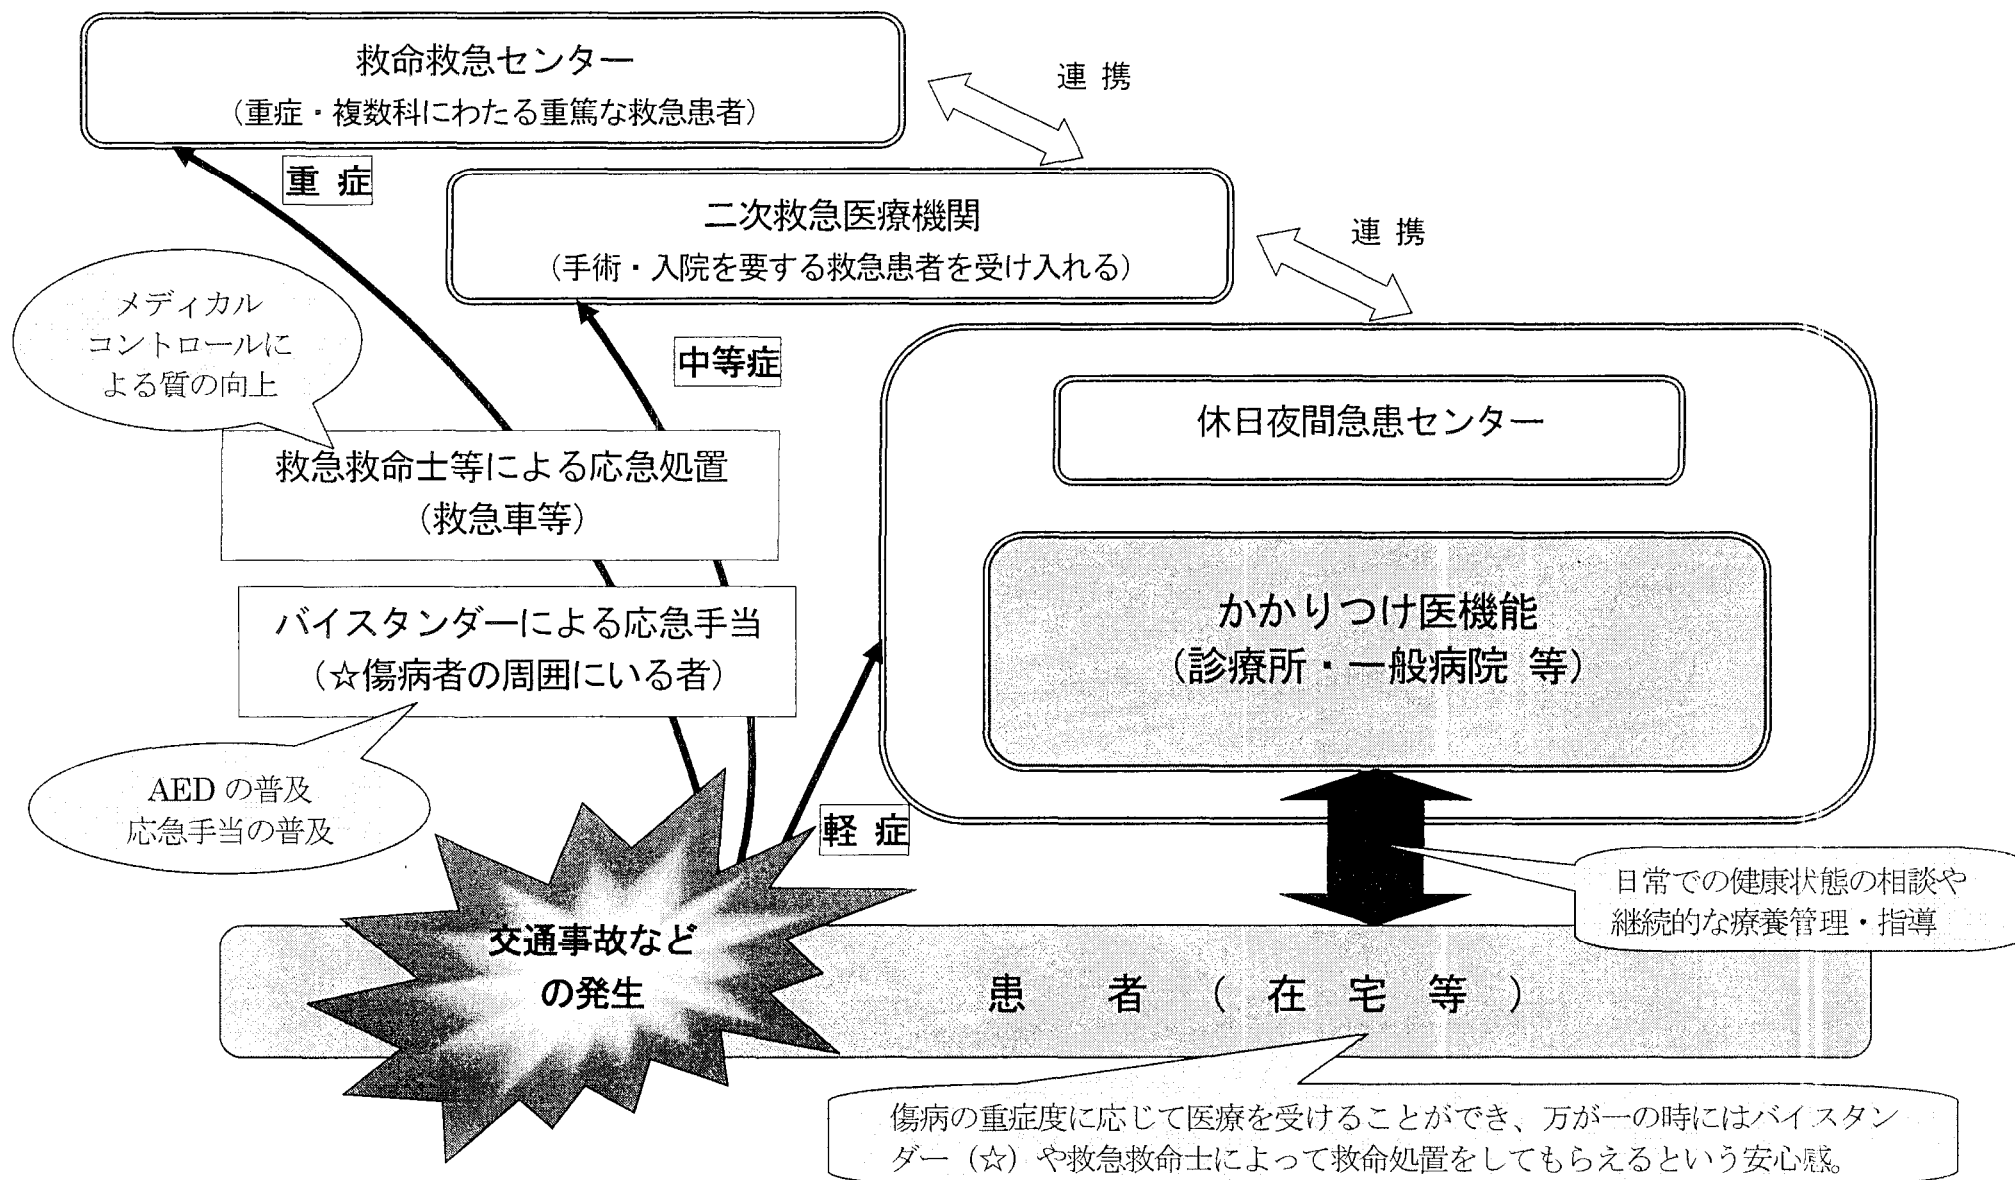 救命救急センター
（重症・複数科にわたる重篤な救急患者）
連 携
重 症
二次救急医療機関
（手術・入院を要する救急患者を受け入れる）
連 携
メディカル
コントロールに
よる質の向上
中等症
休日夜間急患センター
救急救命士等による応急処置
（救急車等）
かかりつけ医機能
（診療所・一般病院 等）
バイスタンダーによる応急手当
（☆傷病者の周囲にいる者）
AED の普及
応急手当の普及
軽 症
日常での健康状態の相談や
継続的な療養管理・指導
交通事故など
の発生
患 者 （ 在 宅 等 ）
傷病の重症度に応じて医療を受けることができ、万が一の時にはバイスタン
ダー（☆）や救急救命士によって救命処置をしてもらえるという安心感。